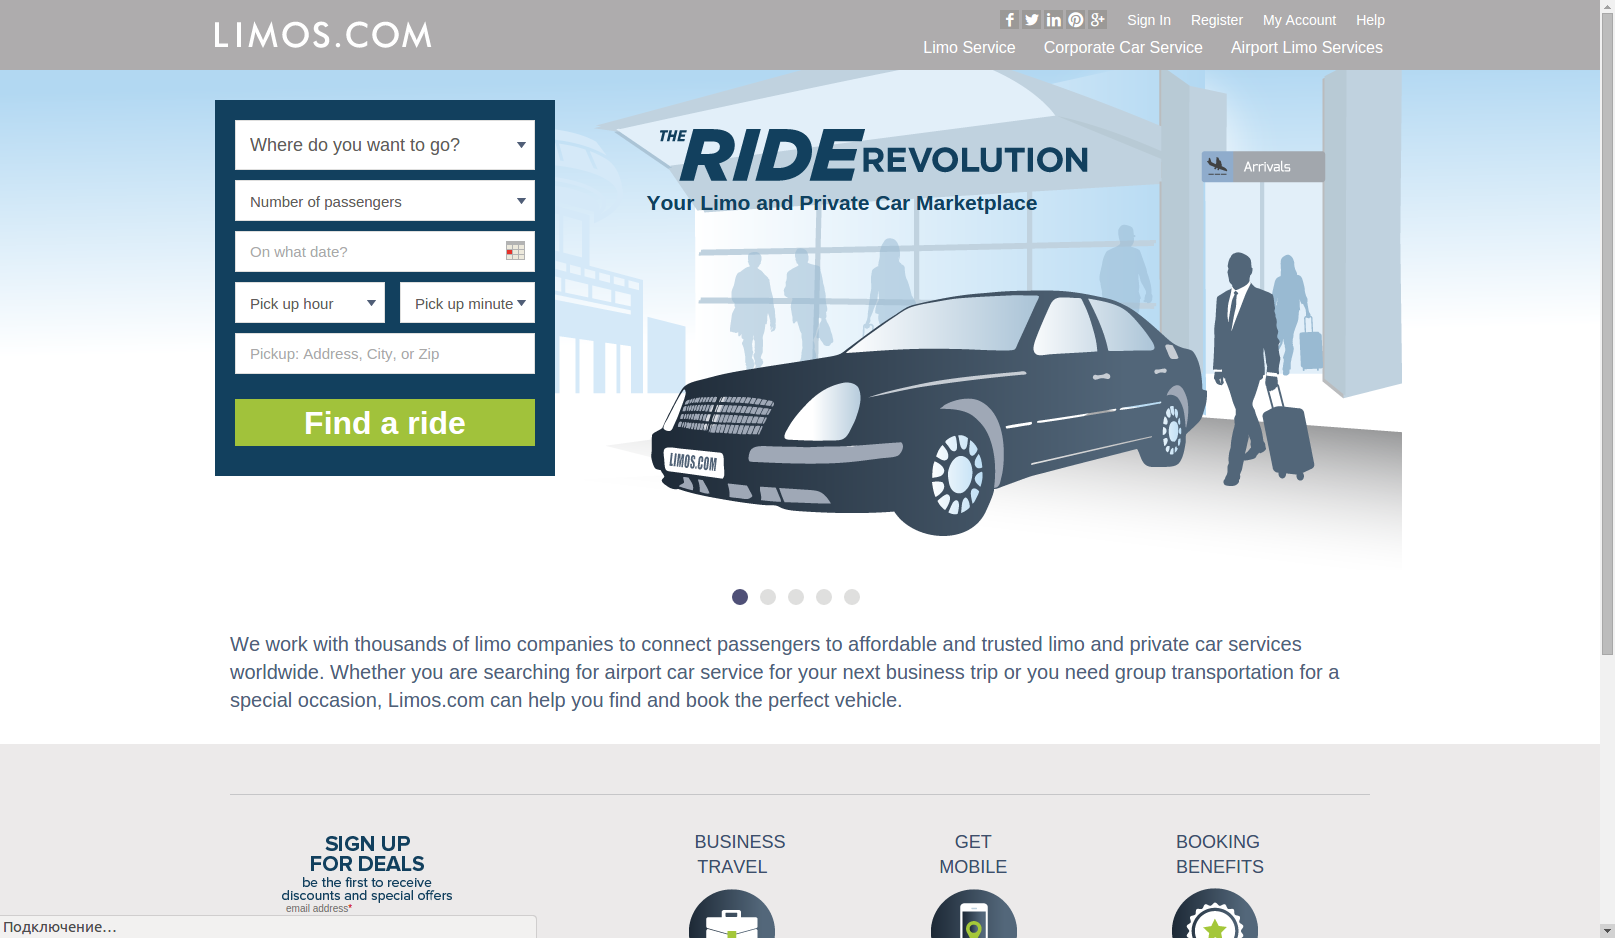 LIMOS.COM
Sign In Register My Account Help
Limo Service Corporate Car Service Airport Limo Services
Where do you want to go?
Number of passengers
On what date?
Pick up hour Pick up minute
Pickup: Address, City, or Zip
Find a ride
THE RIDE REVOLUTION
Your Limo and Private Car Marketplace
Arrivals
LIMOS.COM
We work with thousands of limo companies to connect passengers to affordable and trusted limo and private car services
worldwide. Whether you are searching for airport car service for your next business trip or you need group transportation for a
special occasion, Limos.com can help you find and book the perfect vehicle.
SIGN UP
FOR DEALS
be the first to receive
discounts and special offers
email address*
BUSINESS
TRAVEL
GET
MOBILE
BOOKING
BENEFITS
Подключение…